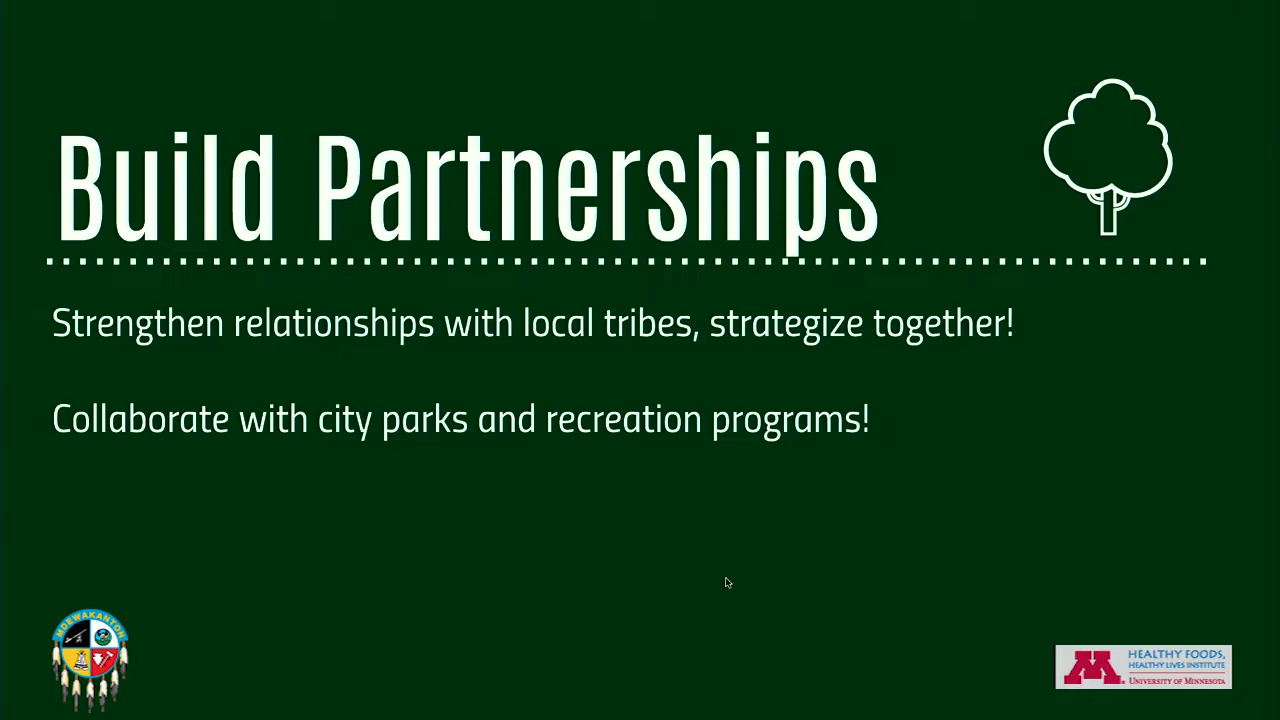 Build Partnerships
Strengthen relationships with local tribes, strategize together!
Collaborate with city parks and recreation programs!
MDEWAKANTON
M
HEALTHY FOODS,
HEALTHY LIVES INSTITUTE
UNIVERSITY OF MINNESOTA